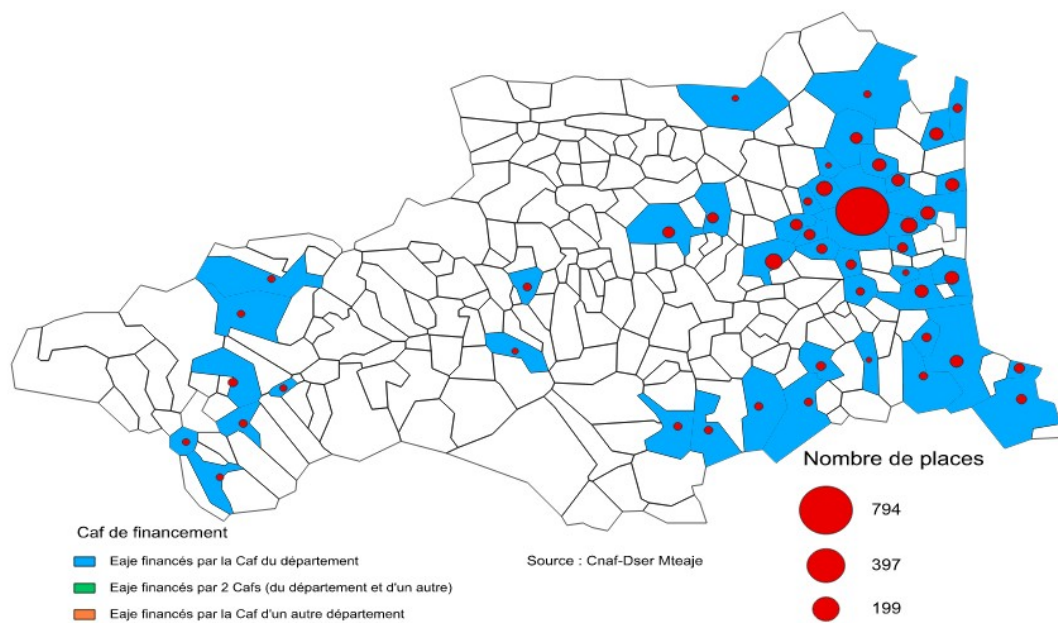 Nombre de places
794
397
199
Caf de financement
Eaje financés par la Caf du département
Eaje financés par 2 Cafs (du département et d'un autre)
Eaje financés par la Caf d'un autre département
Source : Cnaf-Dser Mteaje